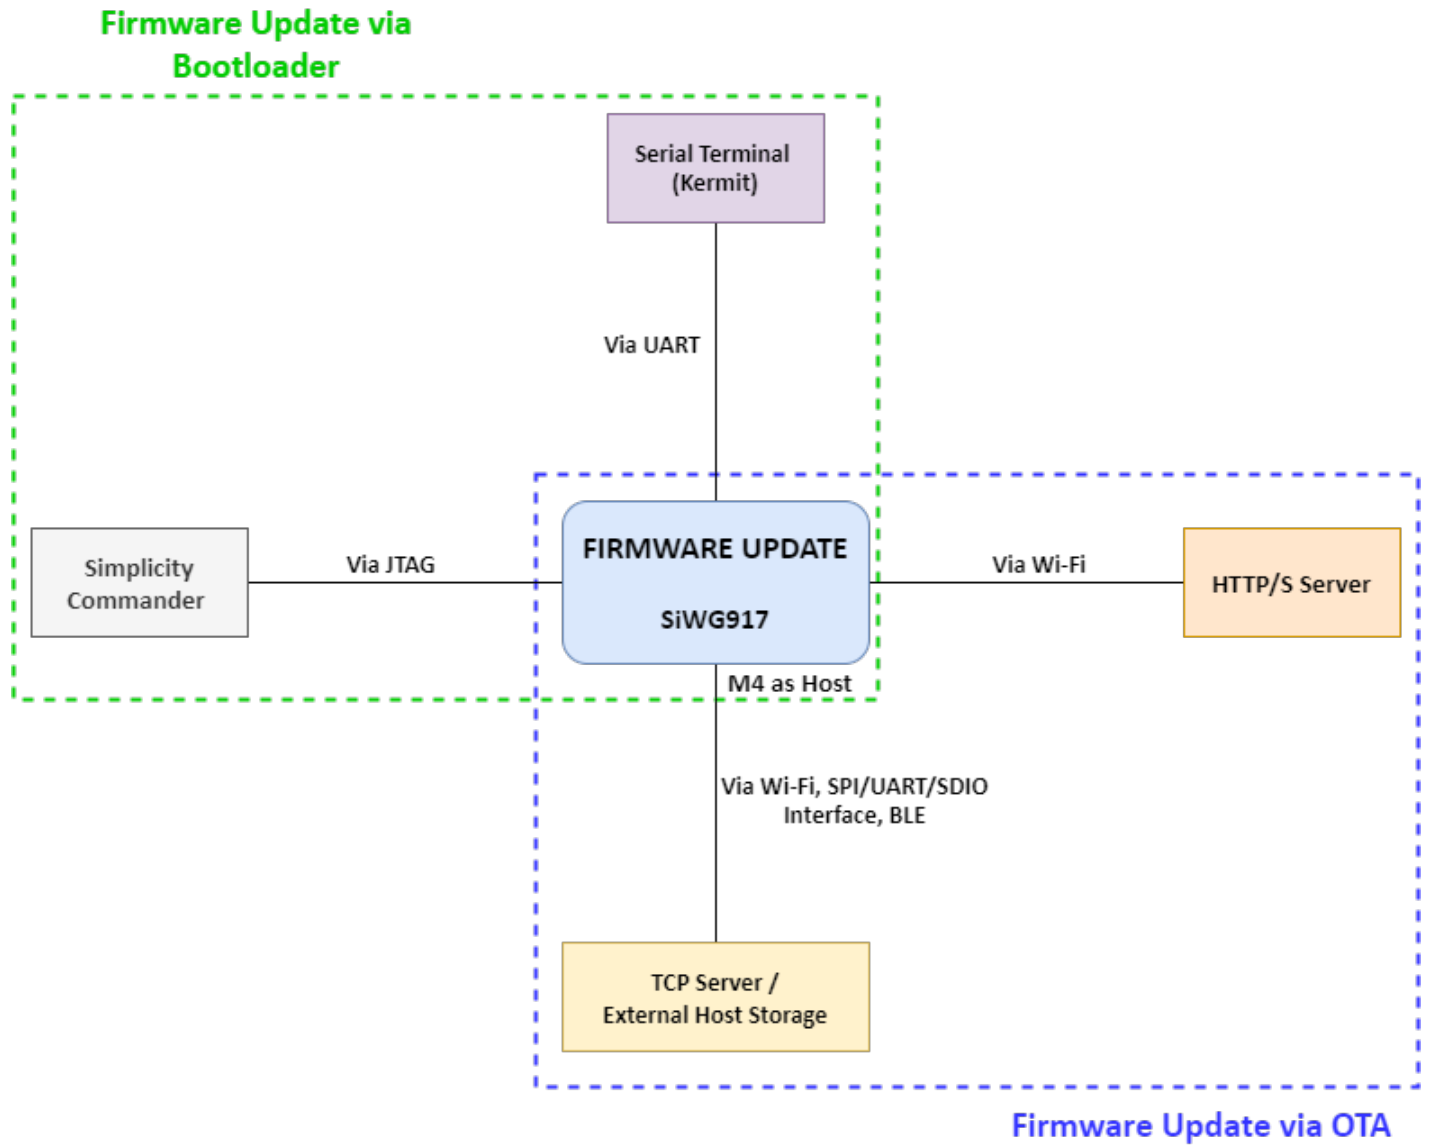 Firmware Update via
Bootloader
Serial Terminal
(Kermit)
Via UART
Simplicity
Commander
Via JTAG
FIRMWARE UPDATE
SiWG917
Via Wi-Fi
HTTP/S Server
M4 as Host
Via Wi-Fi, SPI/UART/SDIO
Interface, BLE
TCP Server /
External Host Storage
Firmware Update via OTA